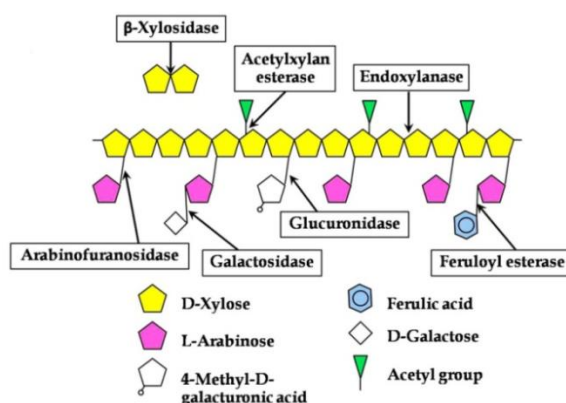 β-Xylosidase
Acetylxylan
esterase
Endoxylanase
Arabinofuranosidase
Galactosidase
Glucuronidase
Feruloyl esterase
D-Xylose
L-Arabinose
4-Methyl-D-
galacturonic acid
Ferulic acid
D-Galactose
Acetyl group